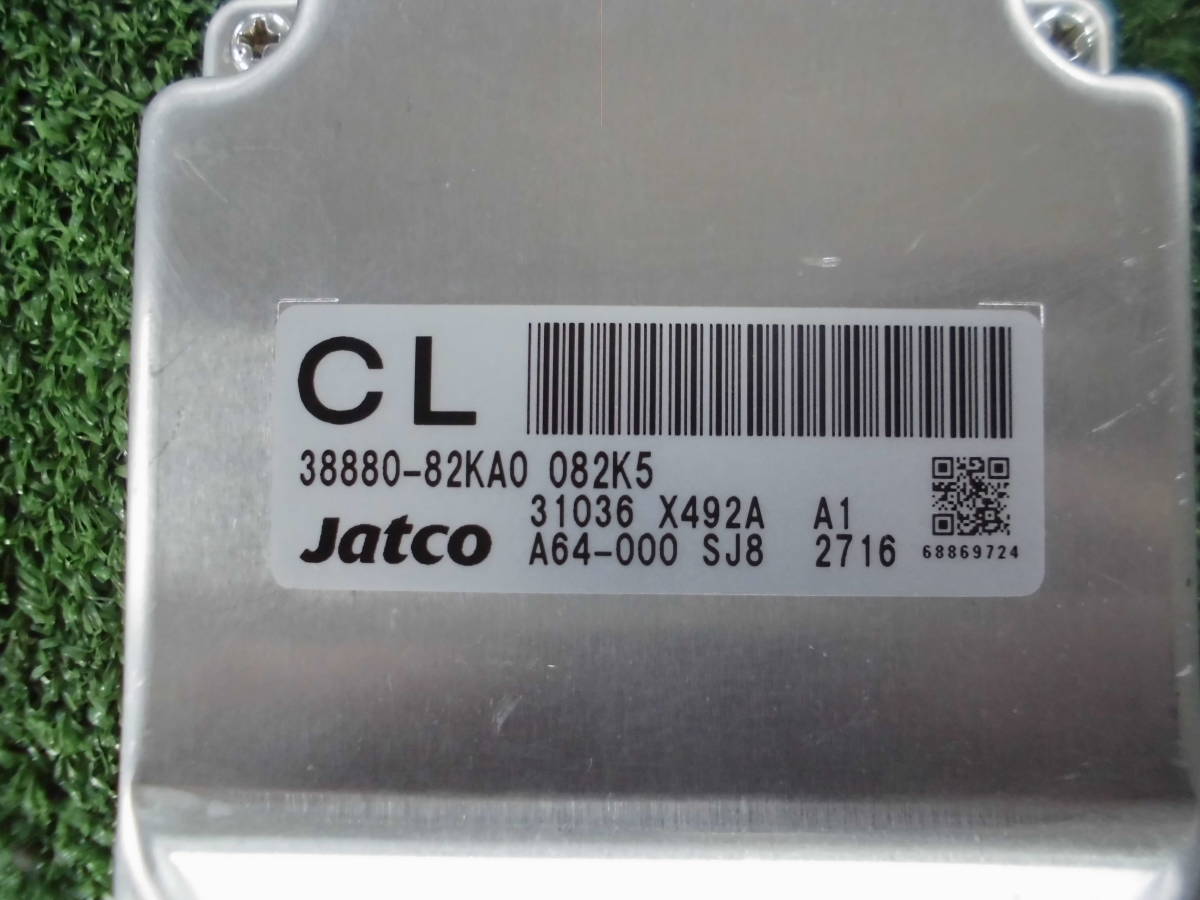 CL
38880-82KA0 082K5
31036 X492A A1
Jatco A64-000 SJ8 2716 68869724